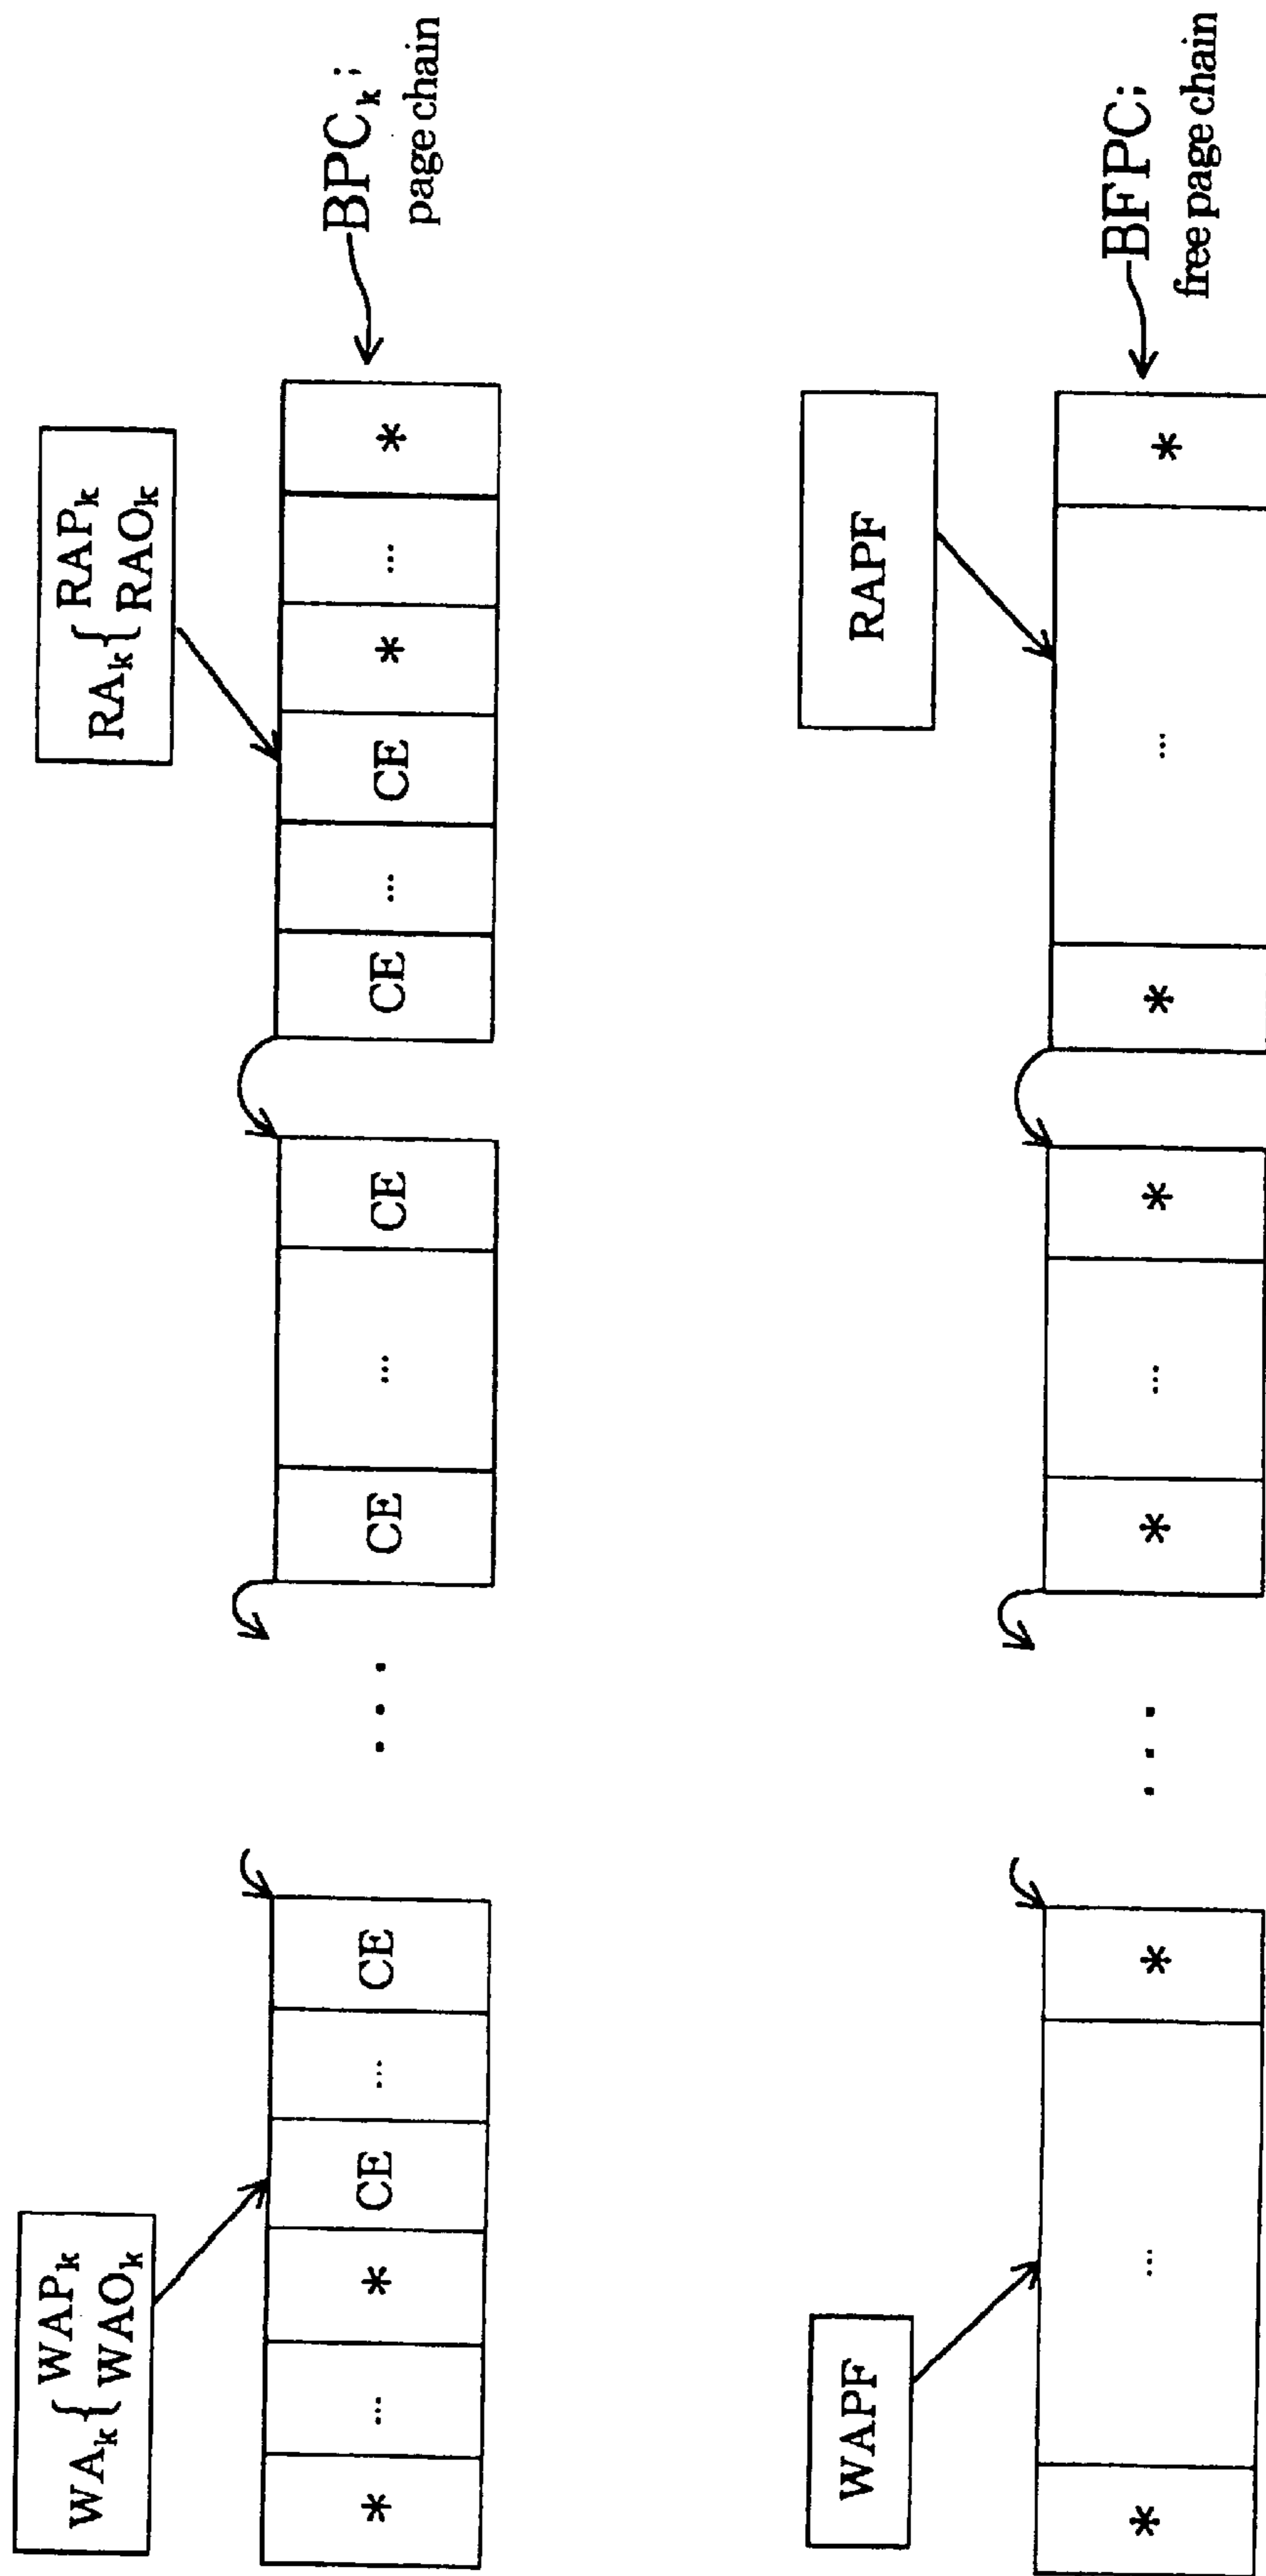 WAₖ { WAPₖ
WAOₖ
RAₖ { RAPₖ
RAOₖ
* ... * CE ... CE ... CE ... CE CE ... CE * ... * BPCₖ;
page chain
WAPF RAPF
* ... * ... * ... * * ... * BFPC;
free page chain